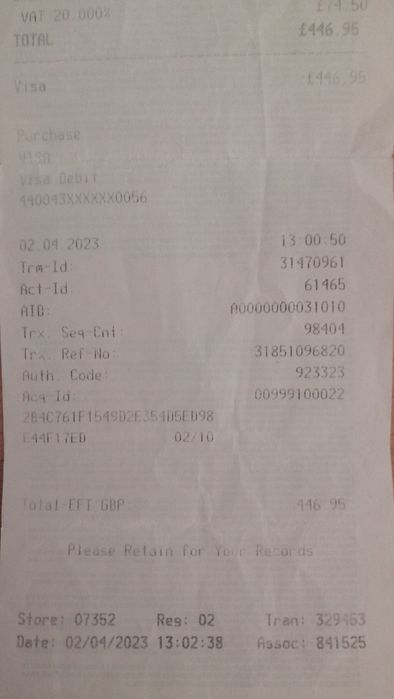 VAT 20.000% £74.50
TOTAL £446.95
Visa £446.95
Purchase
VISA
Visa Debit
440043XXXXXX0056
02.04.2023 13:00:50
Trm-Id: 31470961
Act-Id: 61465
AID: A0000000031010
Trx. Seq-Cnt: 98404
Trx. Ref-No: 31851096820
Auth. Code: 923323
Acq-Id: 00999100022
2B4C761F1549D2E354D5ED98
E44F17ED 02/10
Total-EFT GBP: 446.95
Please Retain for Your Records
Store: 07352 Reg: 02 Tran: 329453
Date: 02/04/2023 13:02:38 Assoc: 841525